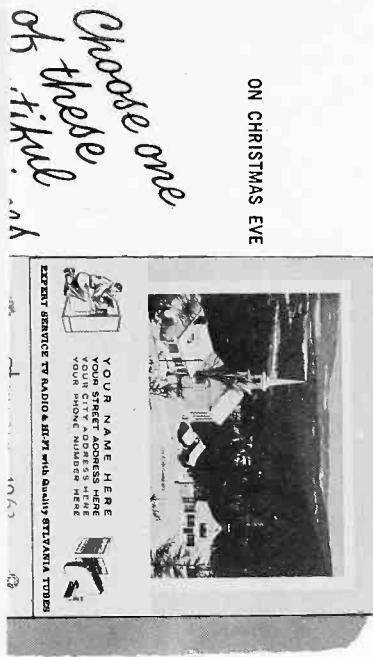 ON CHRISTMAS EVE
Choose one
of these
YOUR NAME HERE
YOUR STREET ADDRESS HERE
YOUR CITY ADDRESS HERE
YOUR PHONE NUMBER HERE
EXPERT SERVICE TV RADIO & HI-FI with Quality SYLVANIA TUBES